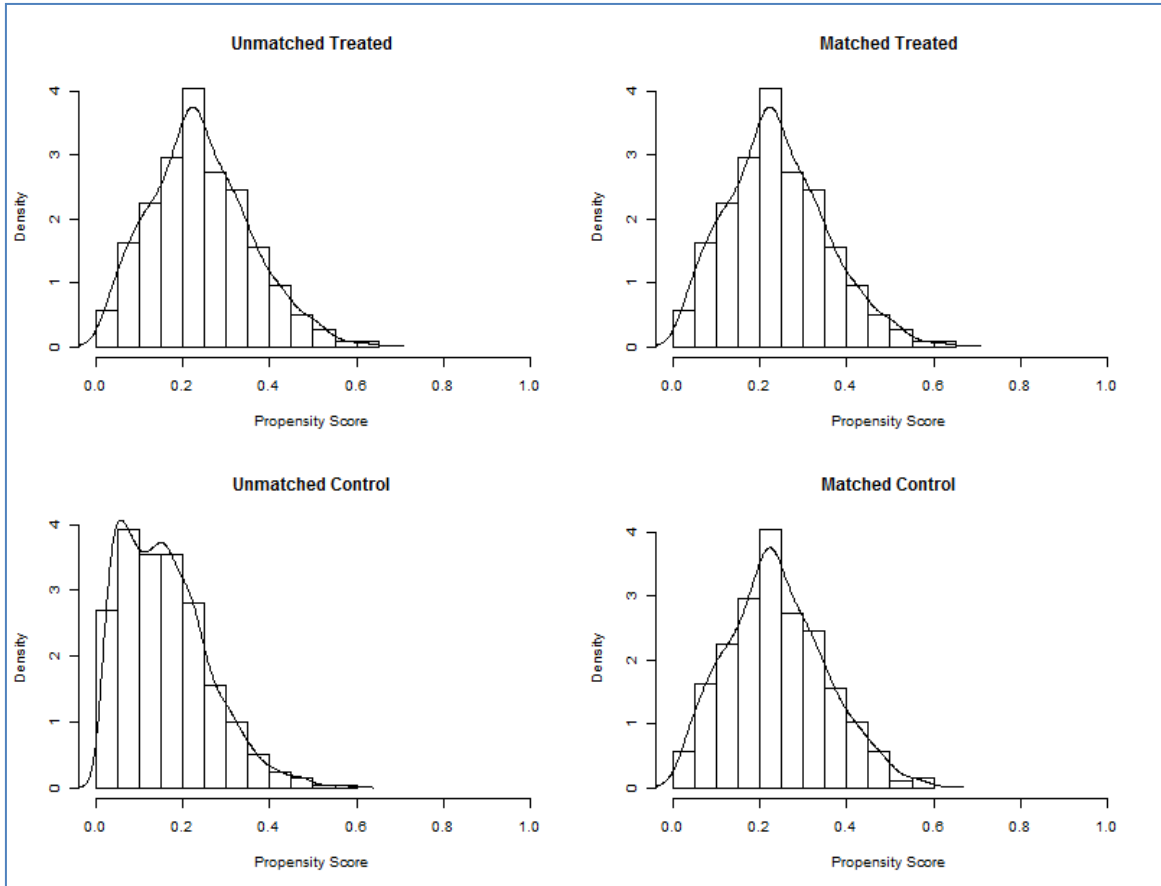 Unmatched Treated
Density
4
3
2
1
0
0.0 0.2 0.4 0.6 0.8 1.0
Propensity Score
Matched Treated
Density
4
3
2
1
0
0.0 0.2 0.4 0.6 0.8 1.0
Propensity Score
Unmatched Control
Density
4
3
2
1
0
0.0 0.2 0.4 0.6 0.8 1.0
Propensity Score
Matched Control
Density
4
3
2
1
0
0.0 0.2 0.4 0.6 0.8 1.0
Propensity Score